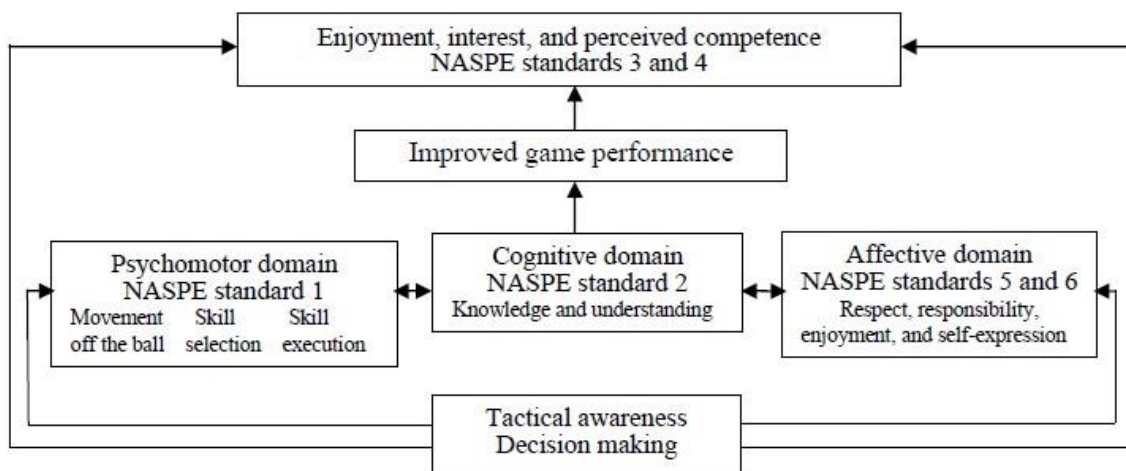 Enjoyment, interest, and perceived competence
NASPE standards 3 and 4
Improved game performance
Psychomotor domain
NASPE standard 1
Movement Skill Skill
off the ball selection execution
Cognitive domain
NASPE standard 2
Knowledge and understanding
Affective domain
NASPE standards 5 and 6
Respect, responsibility,
enjoyment, and self-expression
Tactical awareness
Decision making